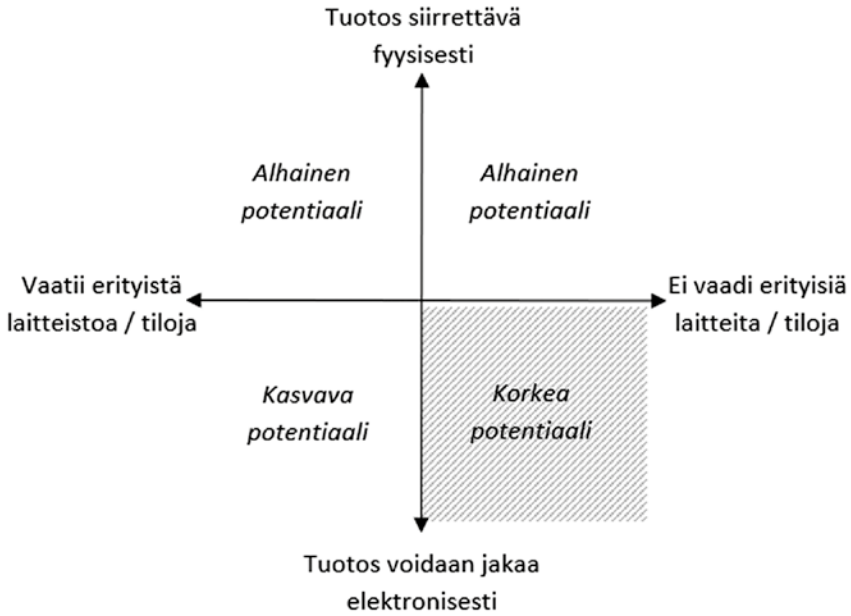 Tuotos siirrettävä
fyysisesti
Alhainen
potentiaali
Alhainen
potentiaali
Vaatii erityistä
laitteistoa / tiloja
Ei vaadi erityisiä
laitteita / tiloja
Kasvava
potentiaali
Korkea
potentiaali
Tuotos voidaan jakaa
elektronisesti